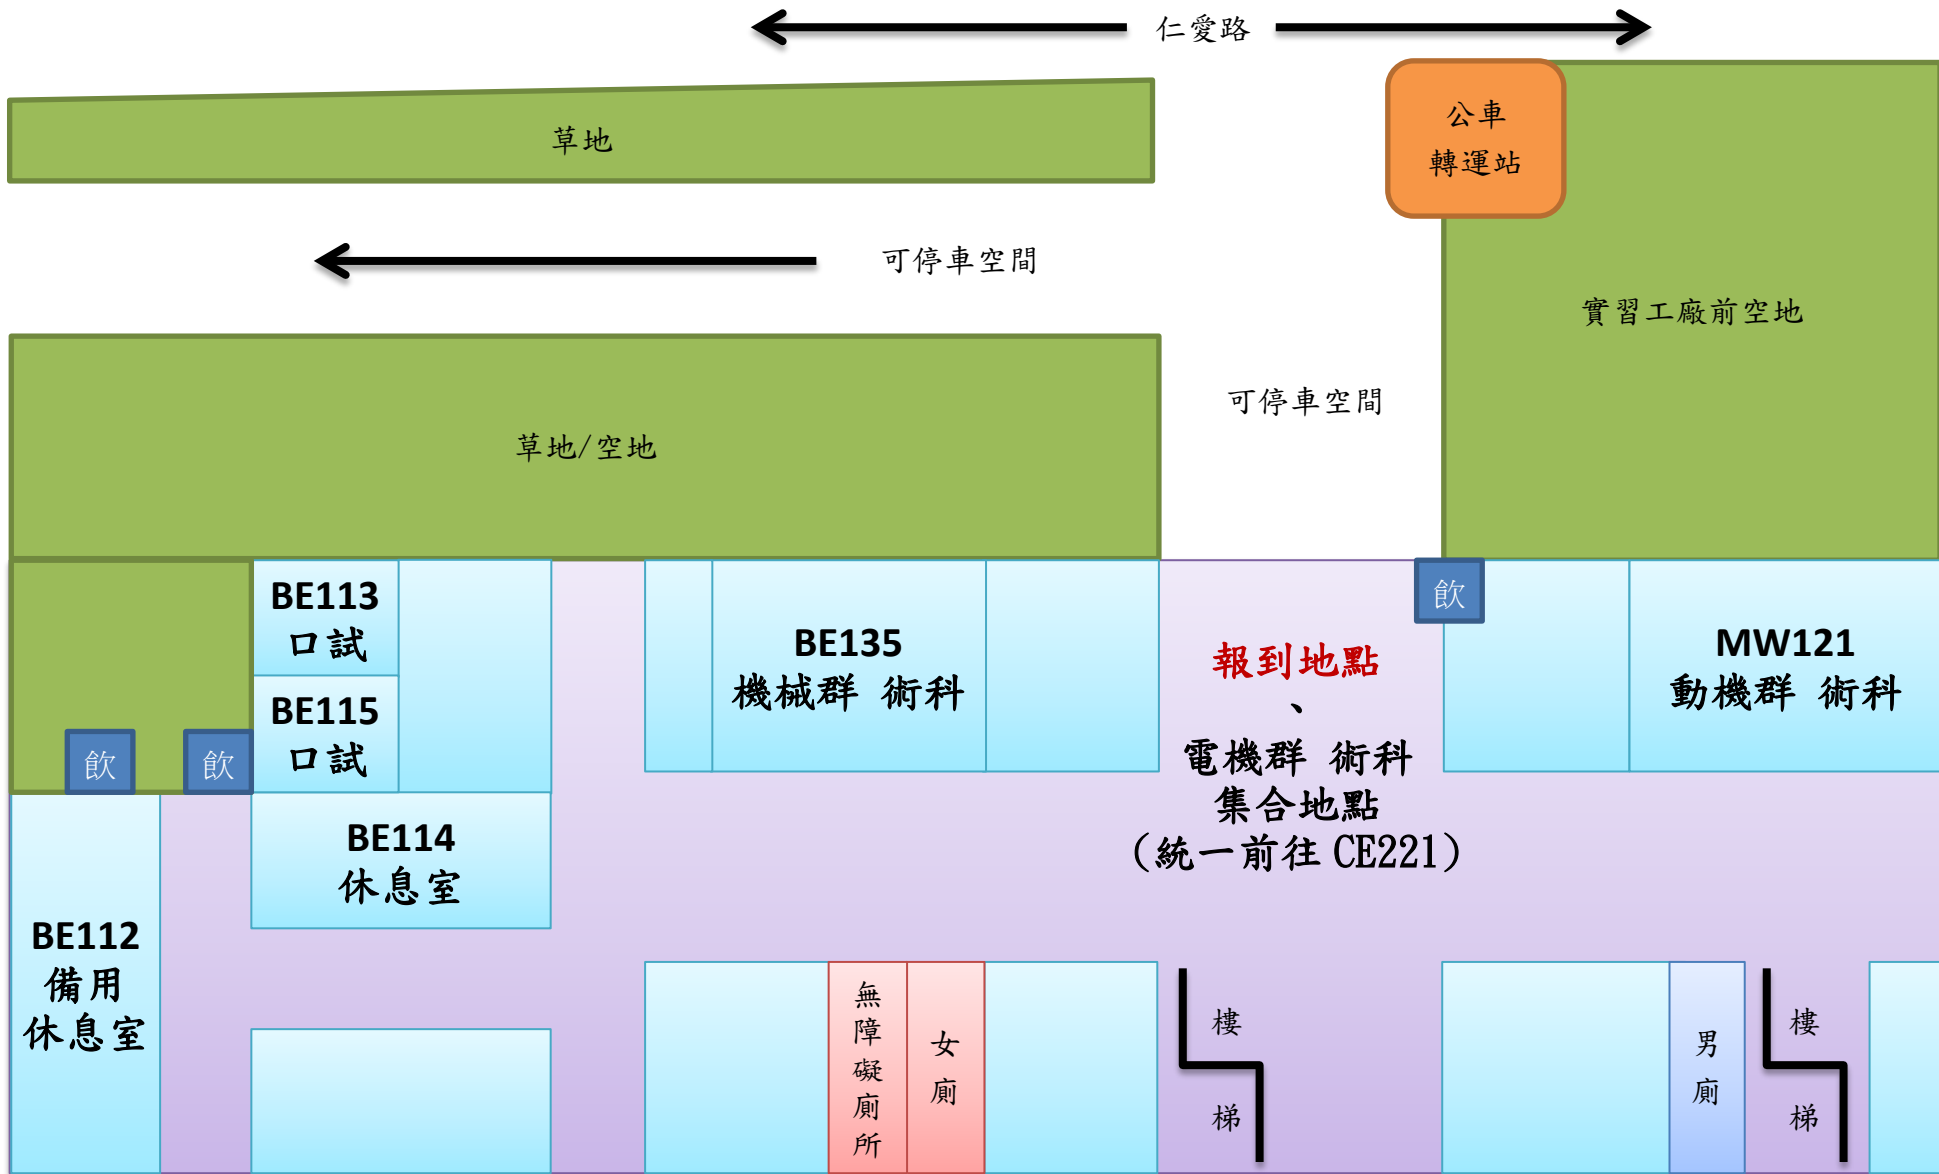 仁愛路
草地
公車
轉運站
可停車空間
實習工廠前空地
可停車空間
草地/空地
BE113
口試
BE115
口試
飲
飲
BE114
休息室
BE112
備用
休息室
BE135
機械群 術科
報到地點
、
電機群 術科
集合地點
(統一前往 CE221)
飲
MW121
動機群 術科
無障礙廁所
女廁
樓梯
男廁
樓梯